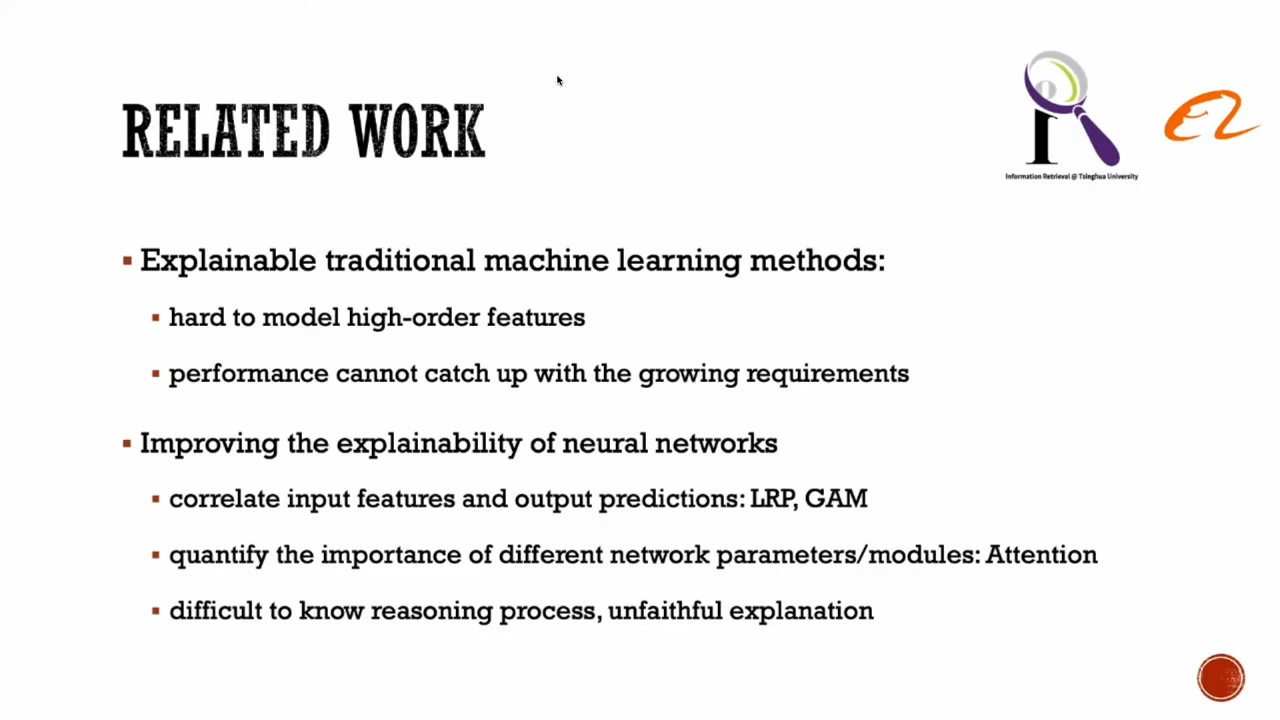 RELATED WORK
Information Retrieval @ Tsinghua University
Explainable traditional machine learning methods:
hard to model high-order features
performance cannot catch up with the growing requirements
Improving the explainability of neural networks
correlate input features and output predictions: LRP, GAM
quantify the importance of different network parameters/modules: Attention
difficult to know reasoning process, unfaithful explanation